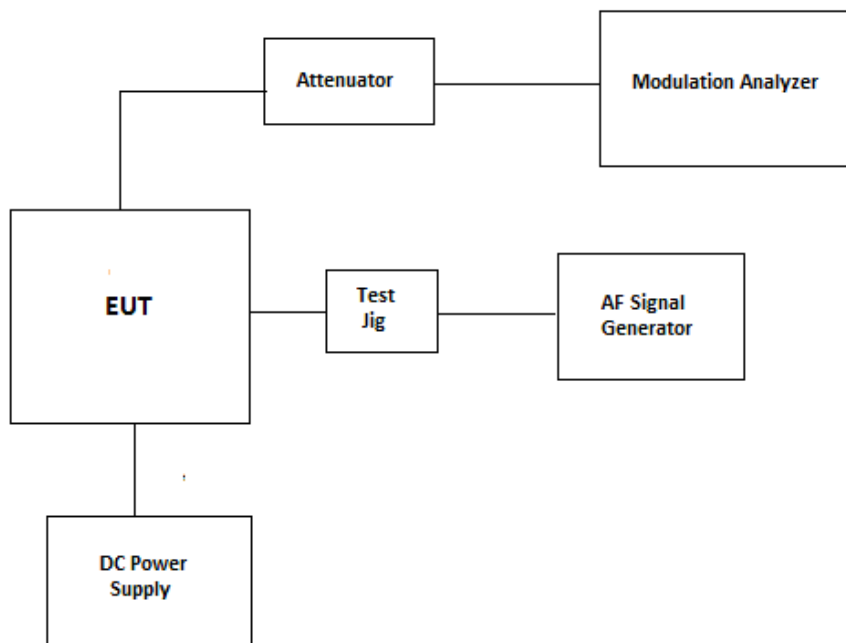 Attenuator
Modulation Analyzer
EUT
Test
Jig
AF Signal
Generator
DC Power
Supply